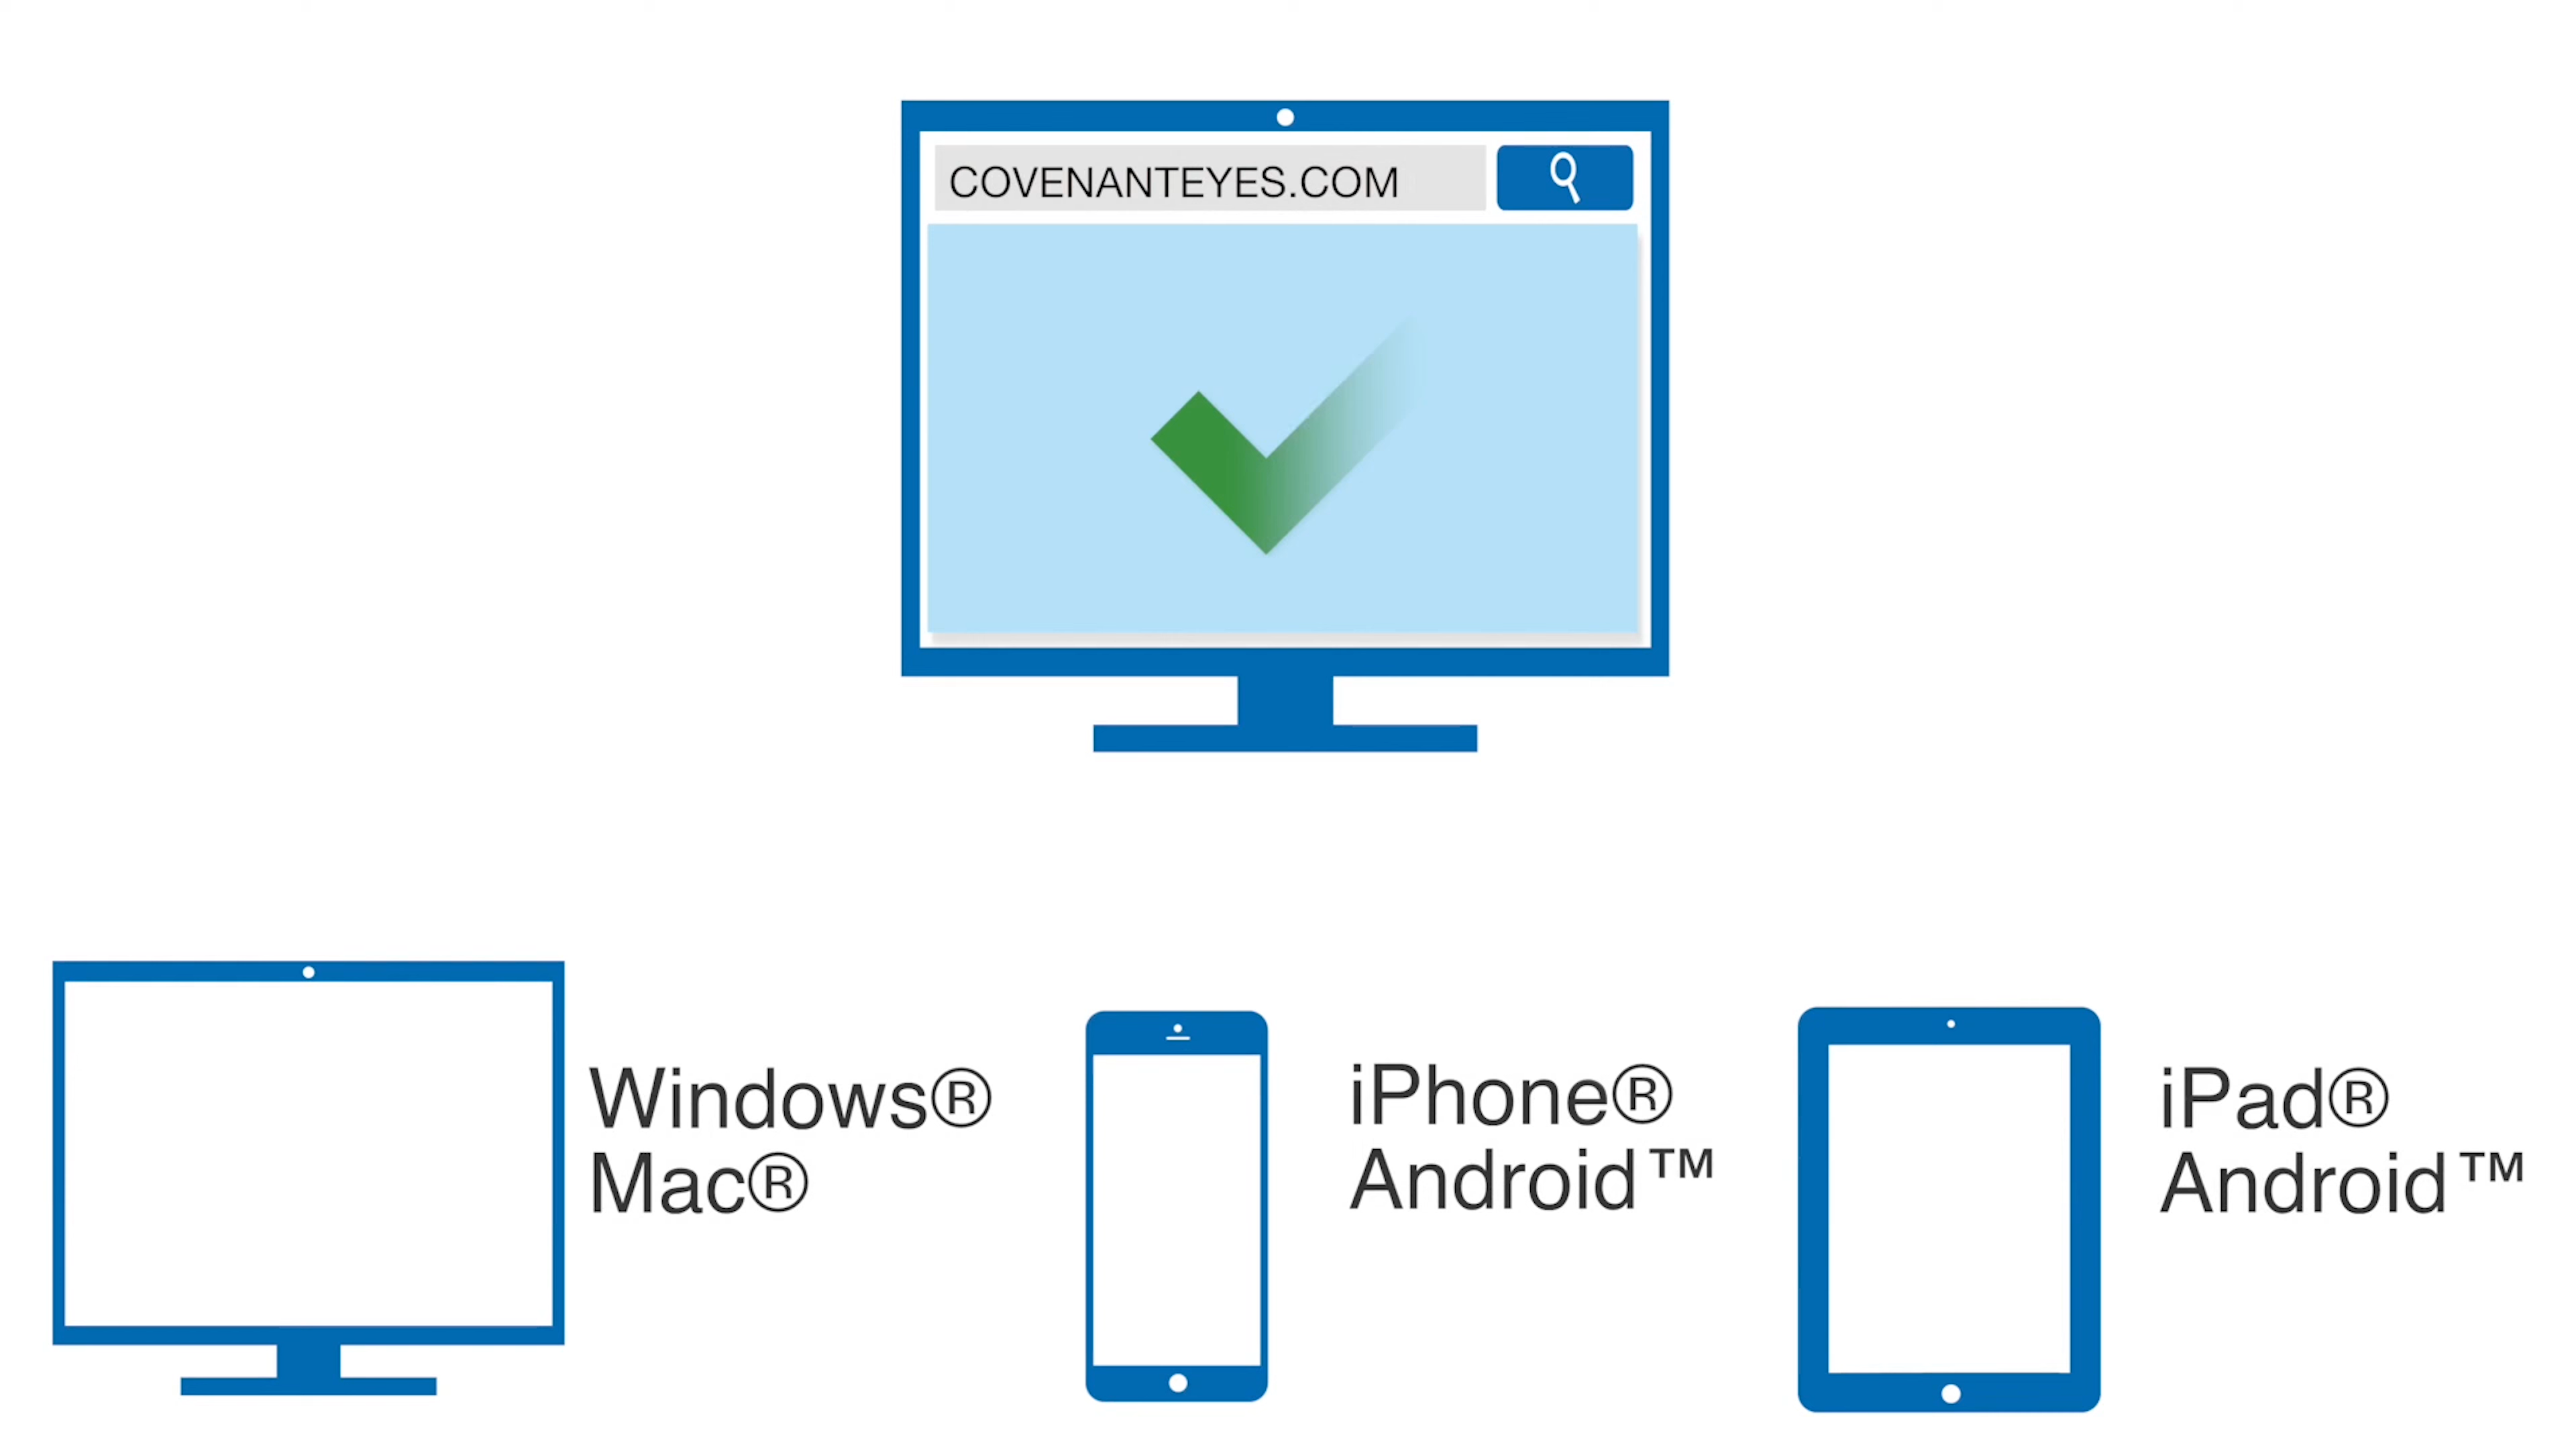 COVENANTEYES.COM
Windows®
Mac®
iPhone®
Android™
iPad®
Android™